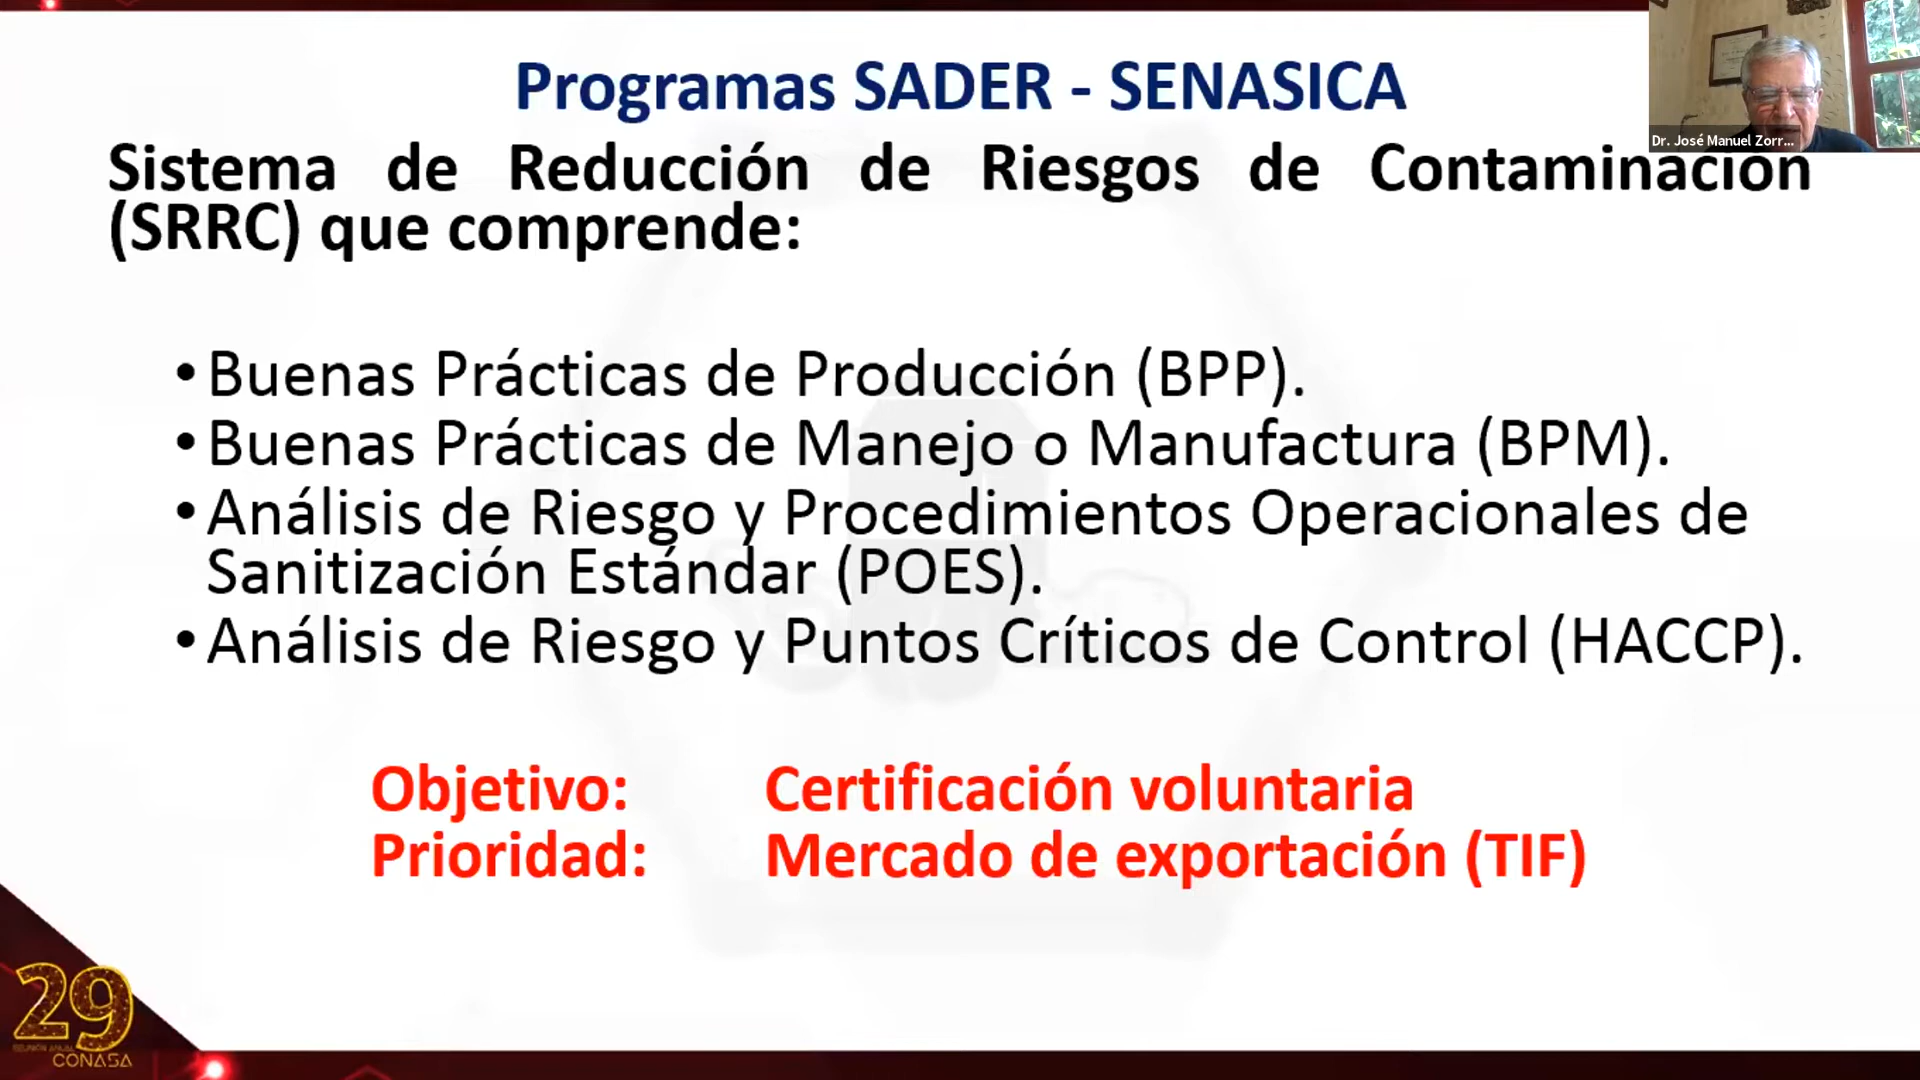 Programas SADER - SENASICA
Sistema de Reducción de Riesgos de Contaminación
(SRRC) que comprende:
• Buenas Prácticas de Producción (BPP).
• Buenas Prácticas de Manejo o Manufactura (BPM).
• Análisis de Riesgo y Procedimientos Operacionales de
Sanitización Estándar (POES).
• Análisis de Riesgo y Puntos Críticos de Control (HACCP).
Objetivo: Certificación voluntaria
Prioridad: Mercado de exportación (TIF)
Dr. José Manuel Zorr...
29
REUNIÓN ANUAL
CONASA